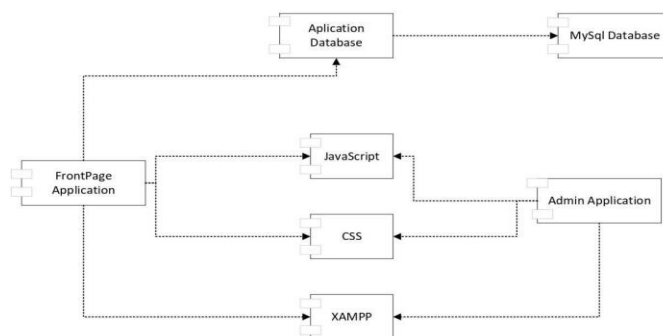 Aplication
Database
MySql Database
JavaScript
FrontPage
Application
Admin Application
CSS
XAMPP